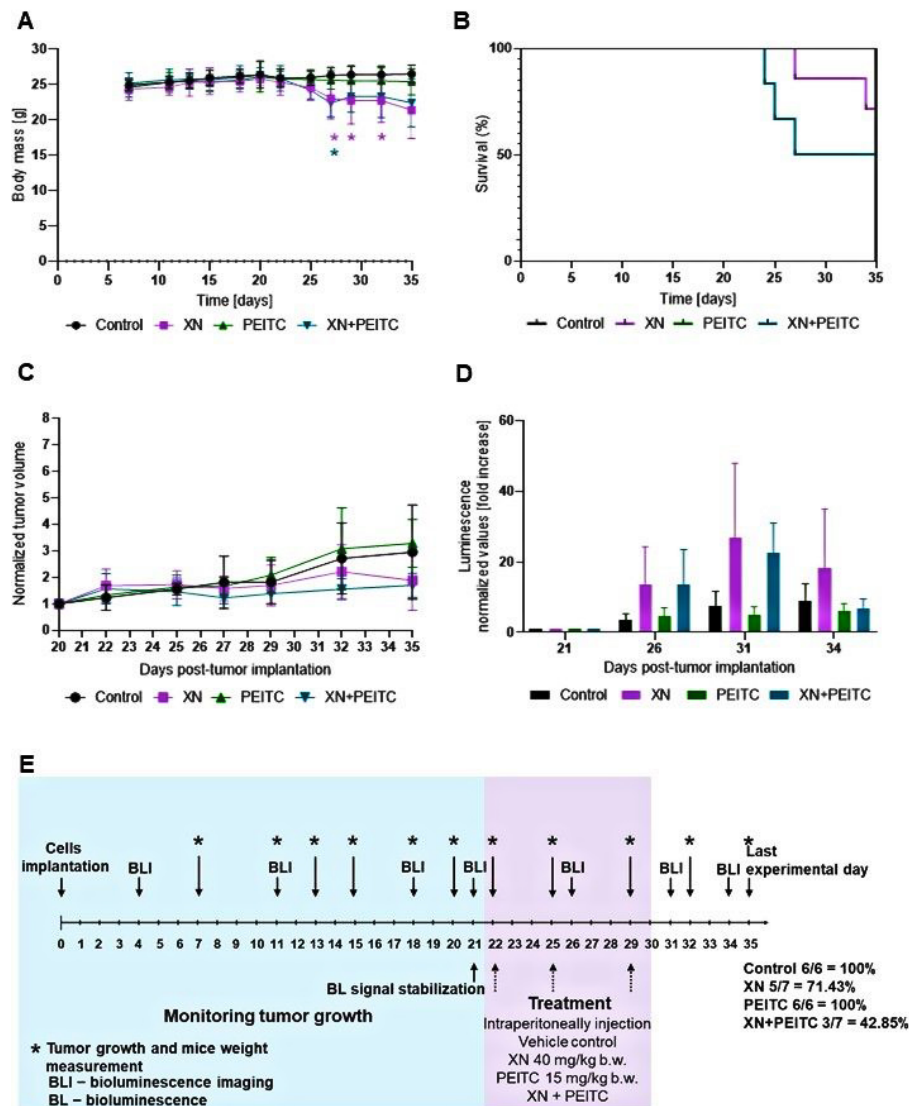 A
B
30
25
20
15
10
5
0
Body mass [g]
* * *
*
0 5 10 15 20 25 30 35
Time [days]
Control XN PEITC XN+PEITC
100
50
0
Survival (%)
0 5 10 15 20 25 30 35
Time [days]
Control XN PEITC XN+PEITC
C
D
8
7
6
5
4
3
2
1
0
Normalized tumor volume
20 21 22 23 24 25 26 27 28 29 30 31 32 33 34 35
Days post-tumor implantation
Control XN PEITC XN+PEITC
60
40
20
0
Luminescence
normalized values [fold increase]
21 26 31 34
Days post-tumor implantation
Control XN PEITC XN+PEITC
E
* * * * * * * * * * *
Cells
implantation
BLI BLI BLI BLI BLI BLI BLI
Last
experimental day
0 1 2 3 4 5 6 7 8 9 10 11 12 13 14 15 16 17 18 19 20 21 22 23 24 25 26 27 28 29 30 31 32 33 34 35
BL signal stabilization
Monitoring tumor growth
* Tumor growth and mice weight
measurement
BLI – bioluminescence imaging
BL – bioluminescence
Treatment
Intraperitoneally injection
Vehicle control
XN 40 mg/kg b.w.
PEITC 15 mg/kg b.w.
XN + PEITC
Control 6/6 = 100%
XN 5/7 = 71.43%
PEITC 6/6 = 100%
XN+PEITC 3/7 = 42.85%